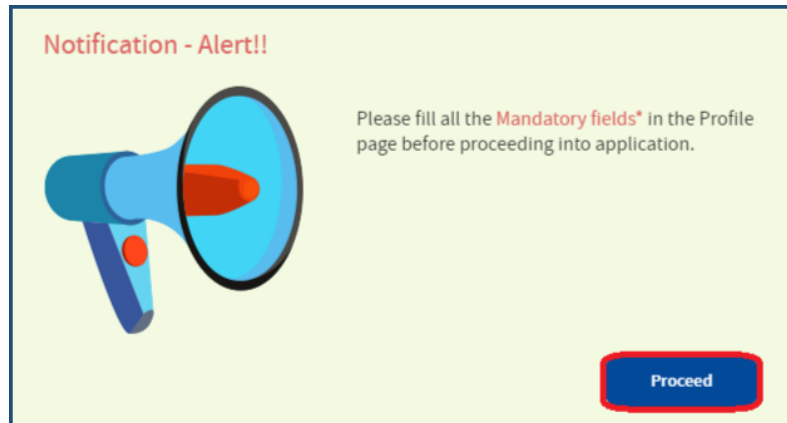 Notification - Alert!!
Please fill all the Mandatory fields* in the Profile
page before proceeding into application.
Proceed